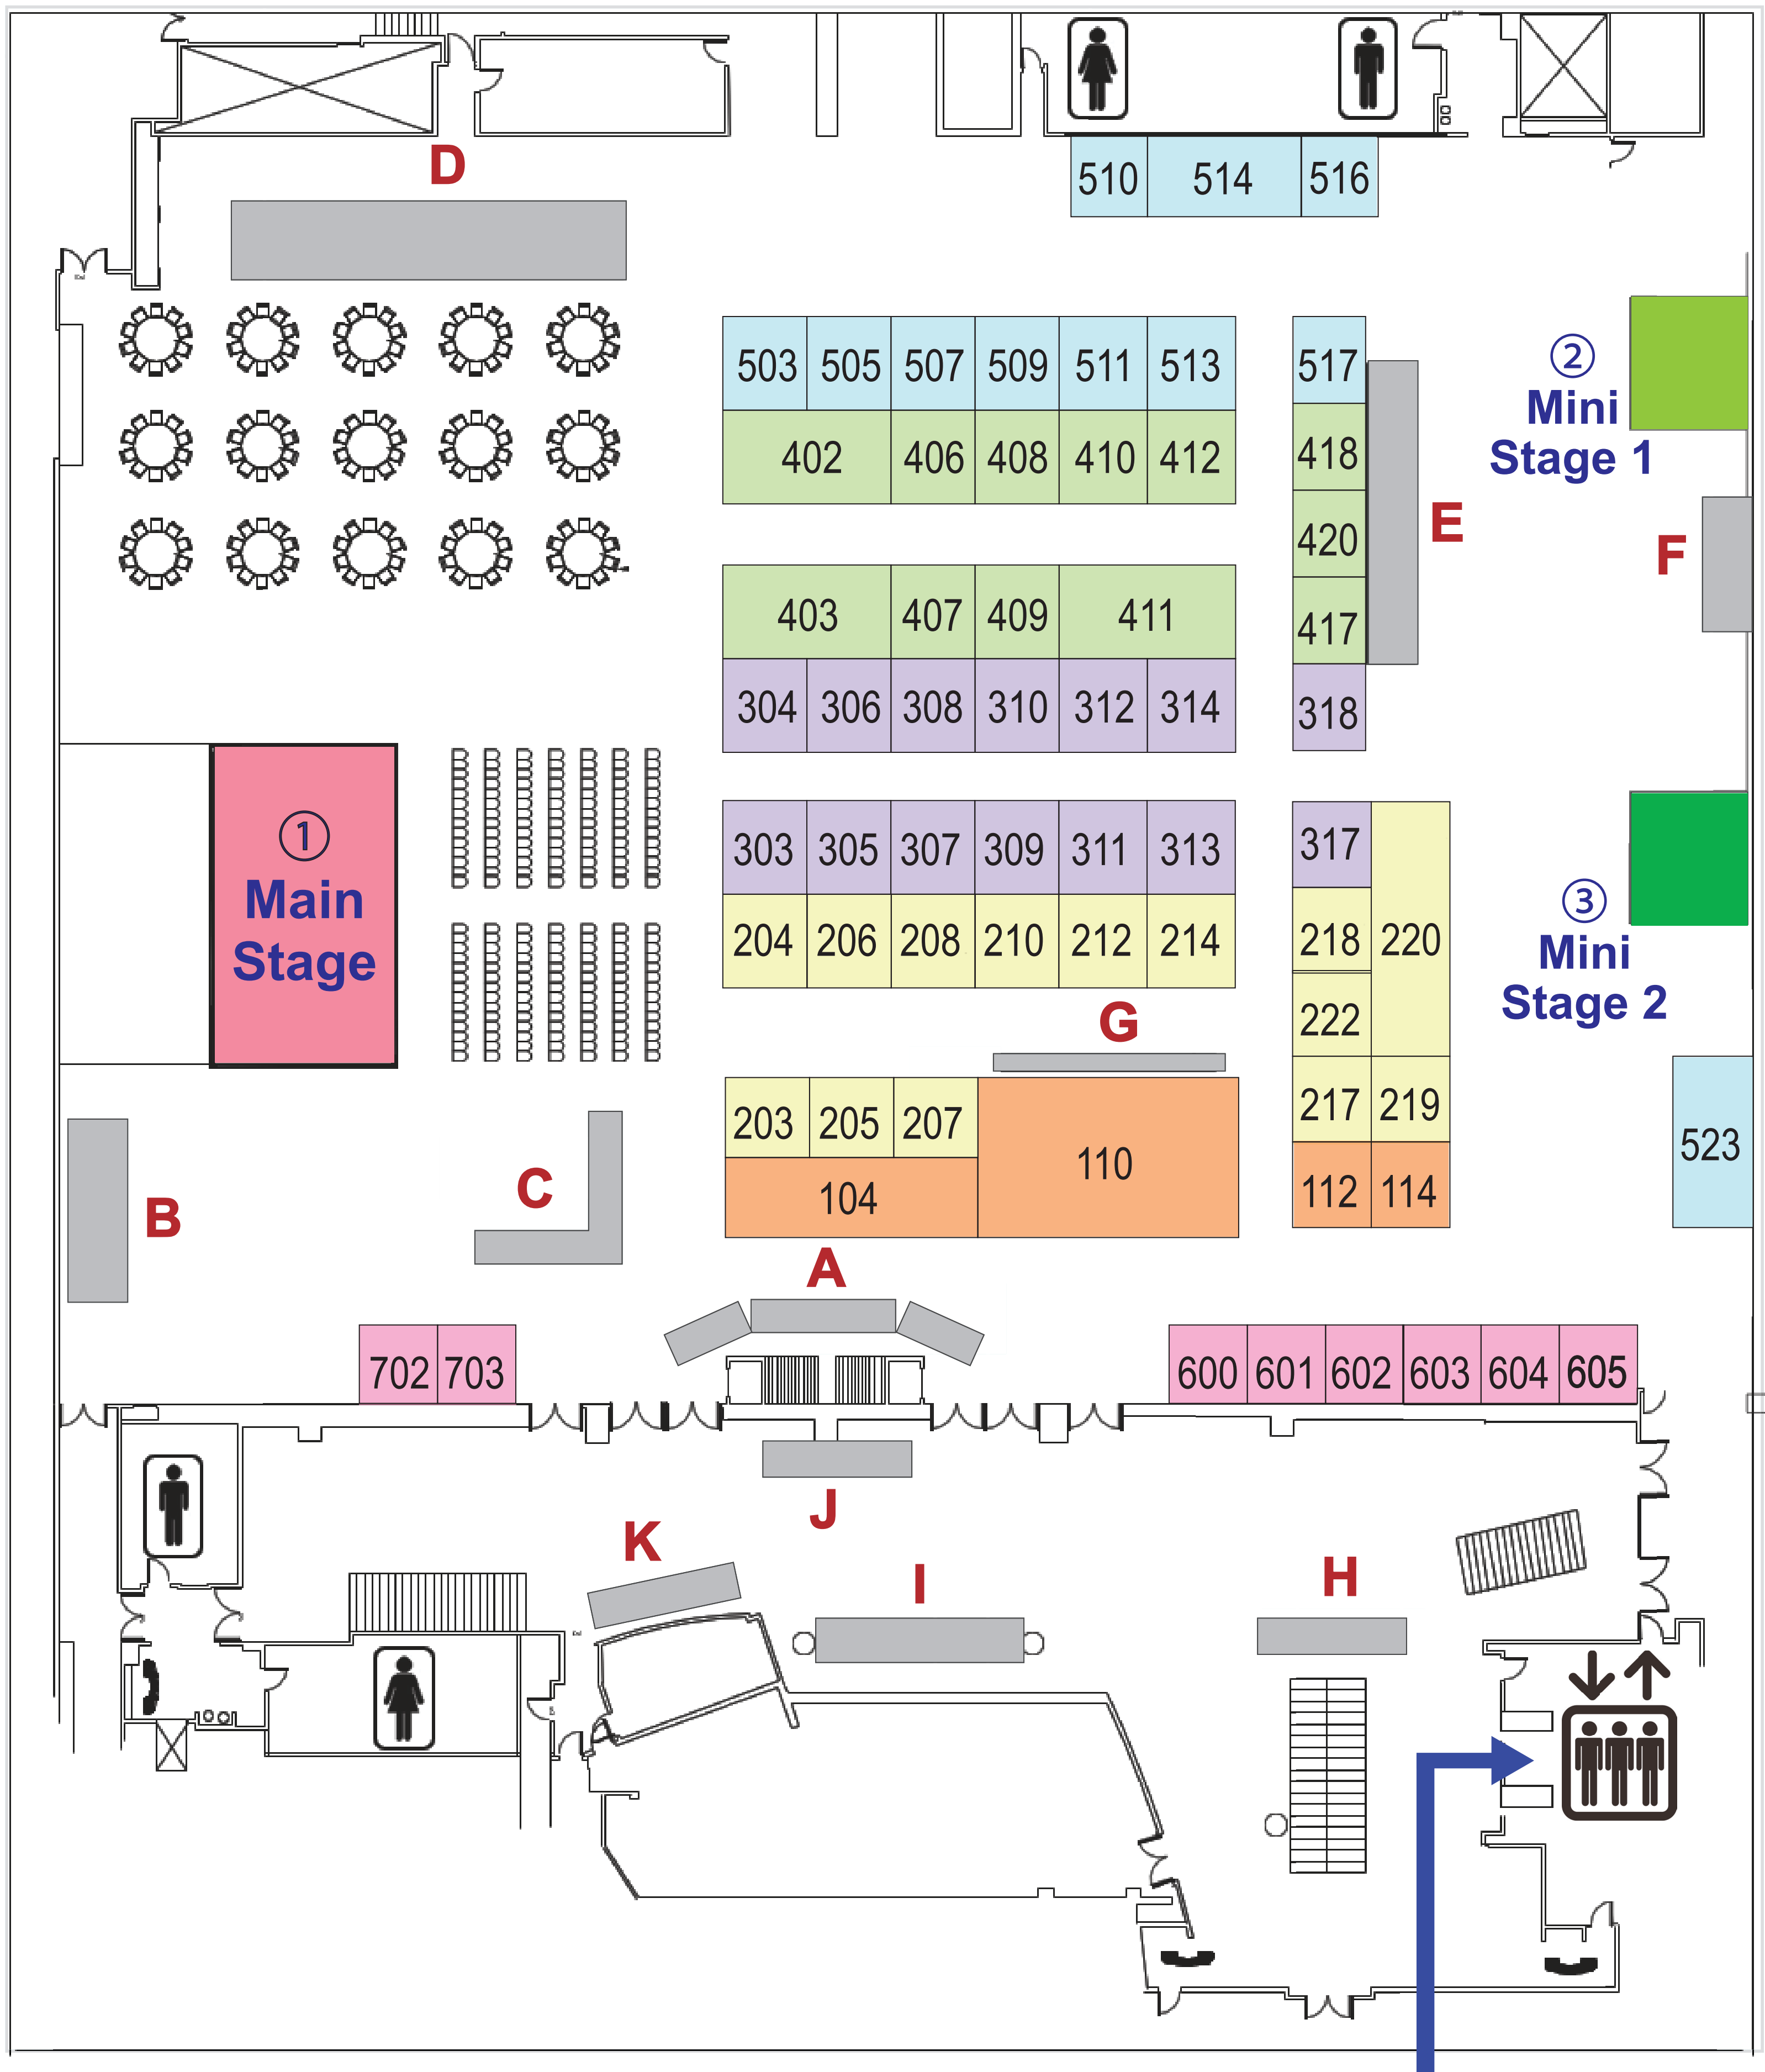 D
510 514 516
503 505 507 509 511 513
517
402 406 408 410 412
418
420
417
318
②
Mini
Stage 1
E
F
403 407 409 411
304 306 308 310 312 314
①
Main
Stage
303 305 307 309 311 313
204 206 208 210 212 214
317
218 220
222
217 219
112 114
③
Mini
Stage 2
G
203 205 207
104
110
523
B
C
A
702 703
600 601 602 603 604 605
J
K
I
H